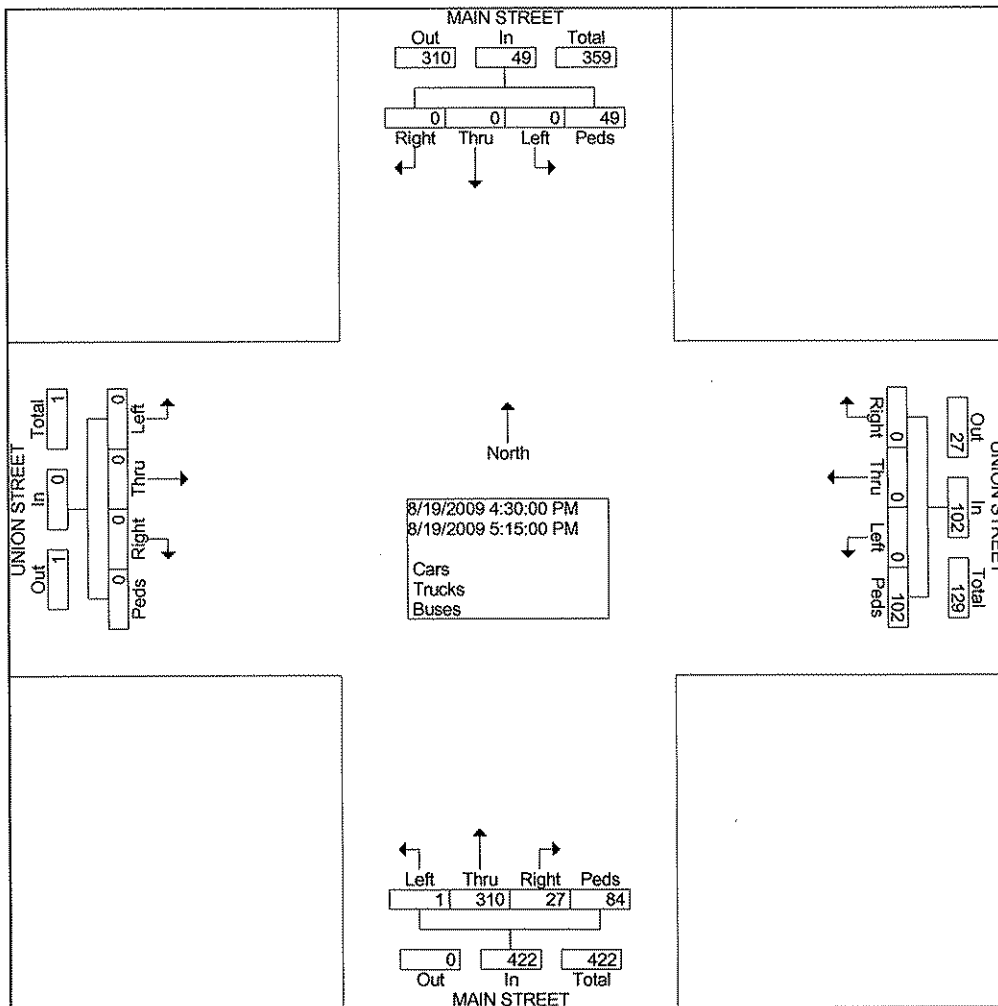 MAIN STREET
Out In Total
310 49 359
0 0 0 49
Right Thru Left Peds
UNION STREET
Total In Out
1 0 1
0 0 0 0
Left Thru Right Peds
North
8/19/2009 4:30:00 PM
8/19/2009 5:15:00 PM
Cars
Trucks
Buses
Right Thru Left Peds
0 0 0 102
Out In Total
27 102 129
UNION STREET
Left Thru Right Peds
1 310 27 84
0 422 422
Out In Total
MAIN STREET